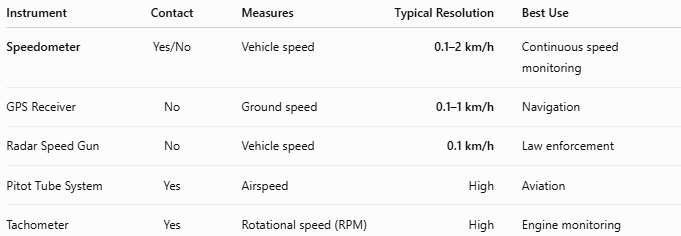 Instrument Contact Measures Typical Resolution Best Use
Speedometer Yes/No Vehicle speed 0.1–2 km/h Continuous speed
monitoring
GPS Receiver No Ground speed 0.1–1 km/h Navigation
Radar Speed Gun No Vehicle speed 0.1 km/h Law enforcement
Pitot Tube System Yes Airspeed High Aviation
Tachometer Yes Rotational speed (RPM) High Engine monitoring